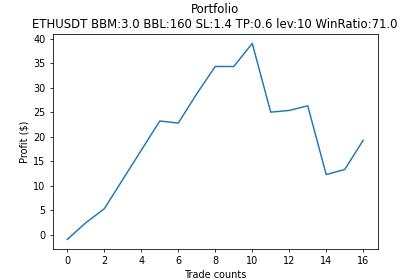 Portfolio
ETHUSDT BBM:3.0 BBL:160 SL:1.4 TP:0.6 lev:10 WinRatio:71.0
40
35
30
25
20
15
10
5
0
Profit ($)
0 2 4 6 8 10 12 14 16
Trade counts